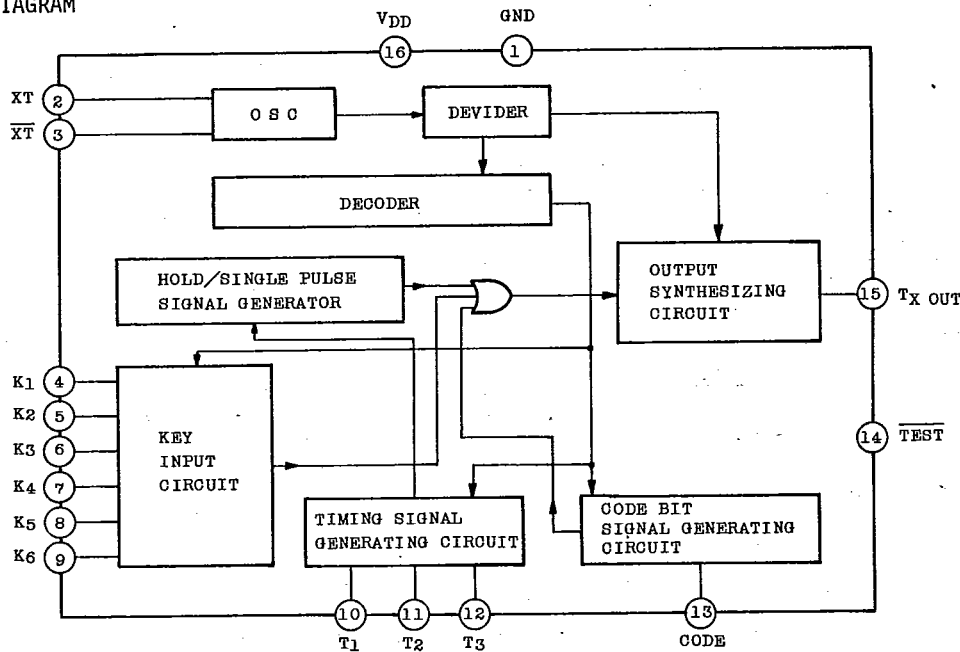 IAGRAM
VDD
GND
16
1
XT 2
XT 3
O S C
DEVIDER
DECODER
HOLD/SINGLE PULSE
SIGNAL GENERATOR
OUTPUT
SYNTHESIZING
CIRCUIT
15 TX OUT
K1 4
K2 5
K3 6
K4 7
K5 8
K6 9
KEY
INPUT
CIRCUIT
14 TEST
TIMING SIGNAL
GENERATING CIRCUIT
CODE BIT
SIGNAL GENERATING
CIRCUIT
10
11
12
13
T1
T2
T3
CODE